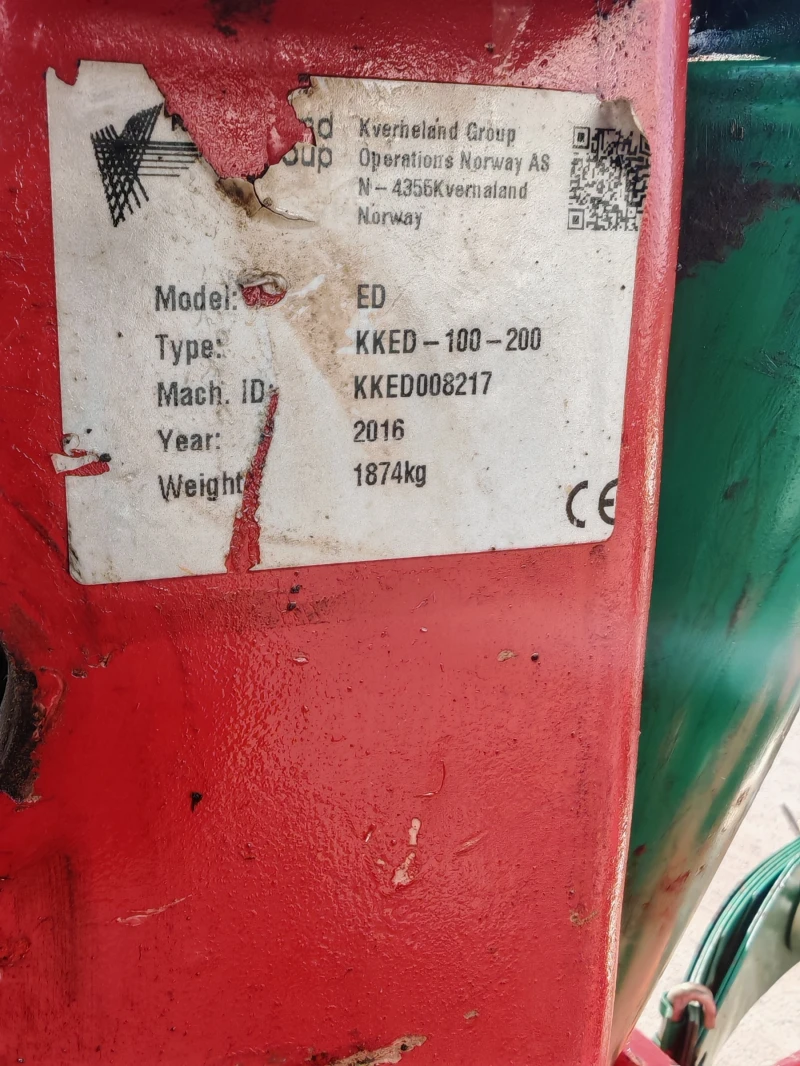 Kverneland Group
Operations Norway AS
N-4355Kvernaland
Norway
Model: ED
Type: KKED-100-200
Mach. ID: KKED008217
Year: 2016
Weight 1874kg
CE